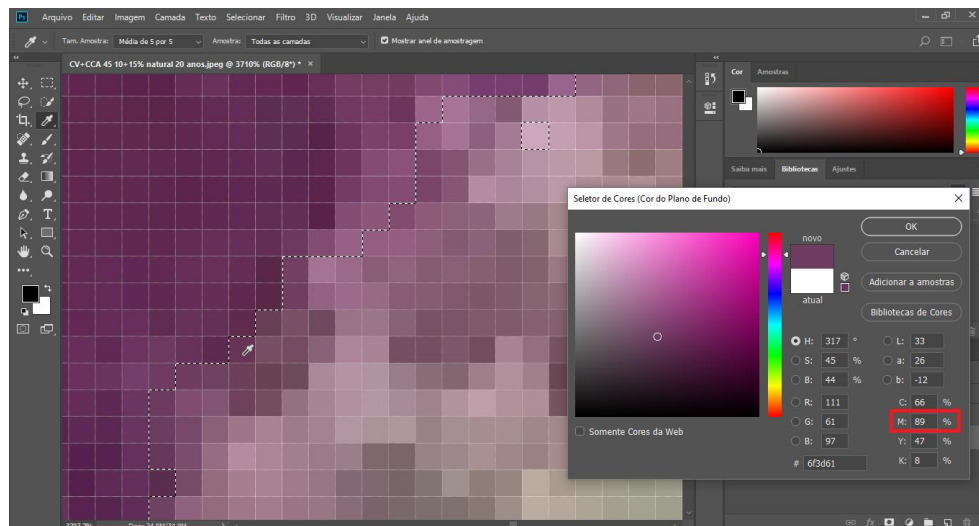 Ps Arquivo Editar Imagem Camada Texto Selecionar Filtro 3D Visualizar Janela Ajuda
Tam. Amostra: Média de 5 por 5 Amostra: Todas as camadas Mostrar anel de amostragem
CV+CCA 45 10+15% natural 20 anos.jpeg @ 3710% (RGB/8*) * ×
Cor Amostras
Saiba mais Bibliotecas Ajustes
Seletor de Cores (Cor do Plano de Fundo)
novo
atual
OK
Cancelar
Adicionar a amostras
Bibliotecas de Cores
H: 317 °
S: 45 %
B: 44 %
R: 111
G: 61
B: 97
# 6f3d61
L: 33
a: 26
b: -12
C: 66 %
M: 89 %
Y: 47 %
K: 8 %
Somente Cores da Web
fx